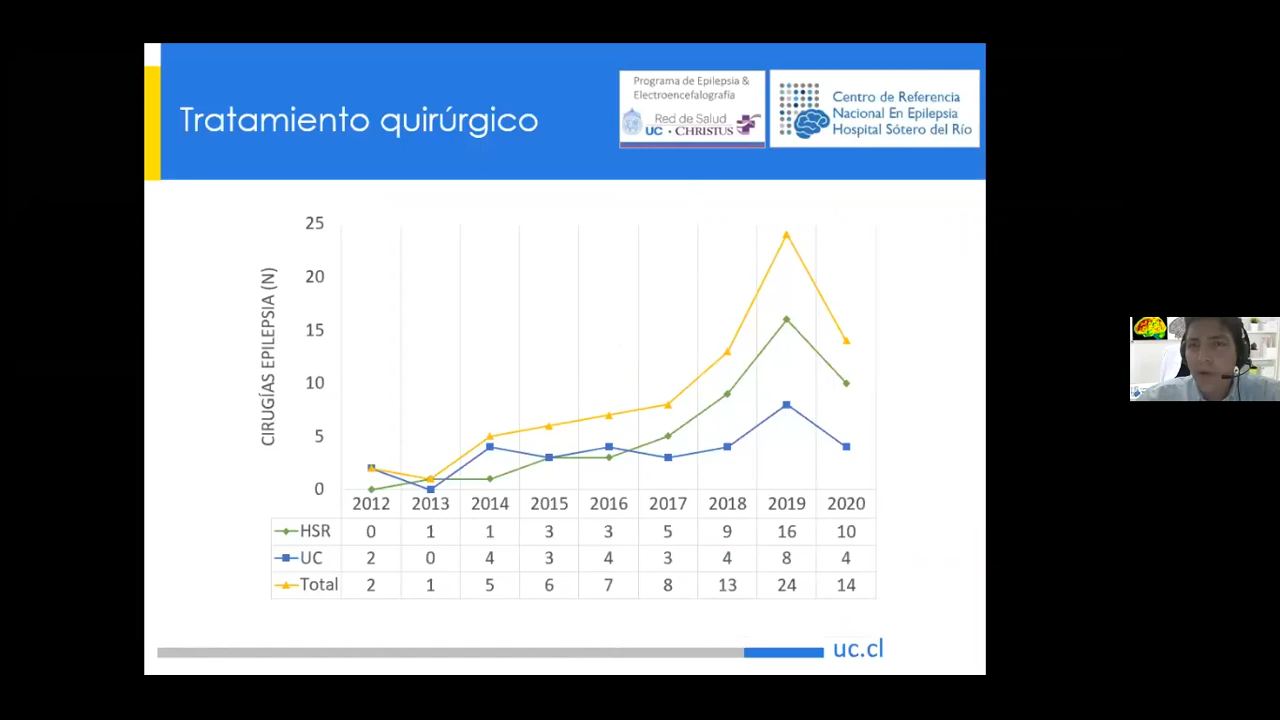 Tratamiento quirúrgico
Programa de Epilepsia &
Electroencefalografía
Red de Salud
UC · CHRISTUS
Centro de Referencia
Nacional En Epilepsia
Hospital Sótero del Río
CIRUGÍAS EPILEPSIA (N)
25
20
15
10
5
0
2012 2013 2014 2015 2016 2017 2018 2019 2020
HSR 0 1 1 3 3 5 9 16 10
UC 2 0 4 3 4 3 4 8 4
Total 2 1 5 6 7 8 13 24 14
uc.cl